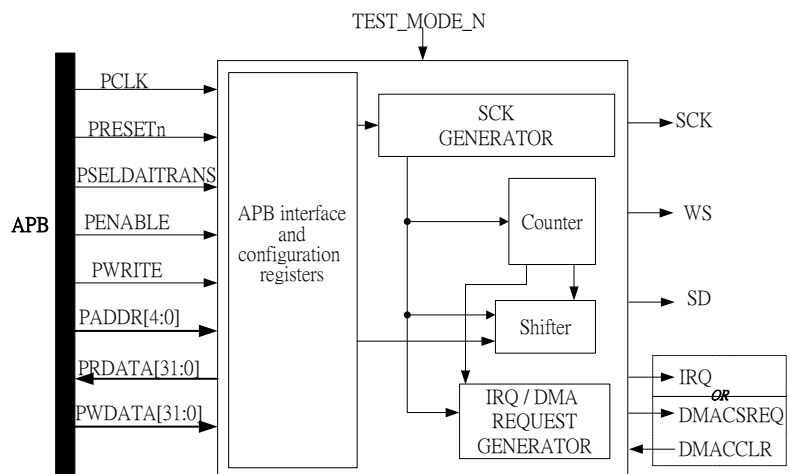 TEST_MODE_N
APB
PCLK
PRESETn
PSELDAITRANS
PENABLE
PWRITE
PADDR[4:0]
PRDATA[31:0]
PWDATA[31:0]
APB interface
and
configuration
registers
SCK
GENERATOR
Counter
Shifter
IRQ / DMA
REQUEST
GENERATOR
SCK
WS
SD
IRQ
OR
DMACSREQ
DMACCLR